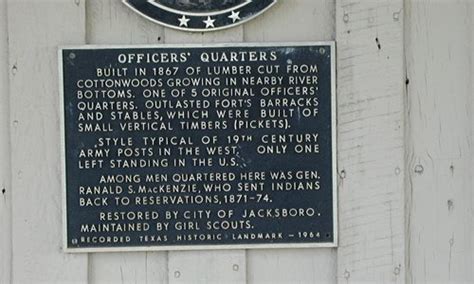 OFFICERS' QUARTERS
BUILT IN 1867 OF LUMBER CUT FROM
COTTONWOODS GROWING IN NEARBY RIVER
BOTTOMS. ONE OF 5 ORIGINAL OFFICERS'
QUARTERS. OUTLASTED FORT'S BARRACKS
AND STABLES, WHICH WERE BUILT OF
SMALL VERTICAL TIMBERS (PICKETS).
STYLE TYPICAL OF 19TH CENTURY
ARMY POSTS IN THE WEST. ONLY ONE
LEFT STANDING IN THE U.S.
AMONG MEN QUARTERED HERE WAS GEN.
RANALD S. MACKENZIE, WHO SENT INDIANS
BACK TO RESERVATIONS, 1871-74.
RESTORED BY CITY OF JACKSBORO.
MAINTAINED BY GIRL SCOUTS.
RECORDED TEXAS HISTORIC LANDMARK - 1964